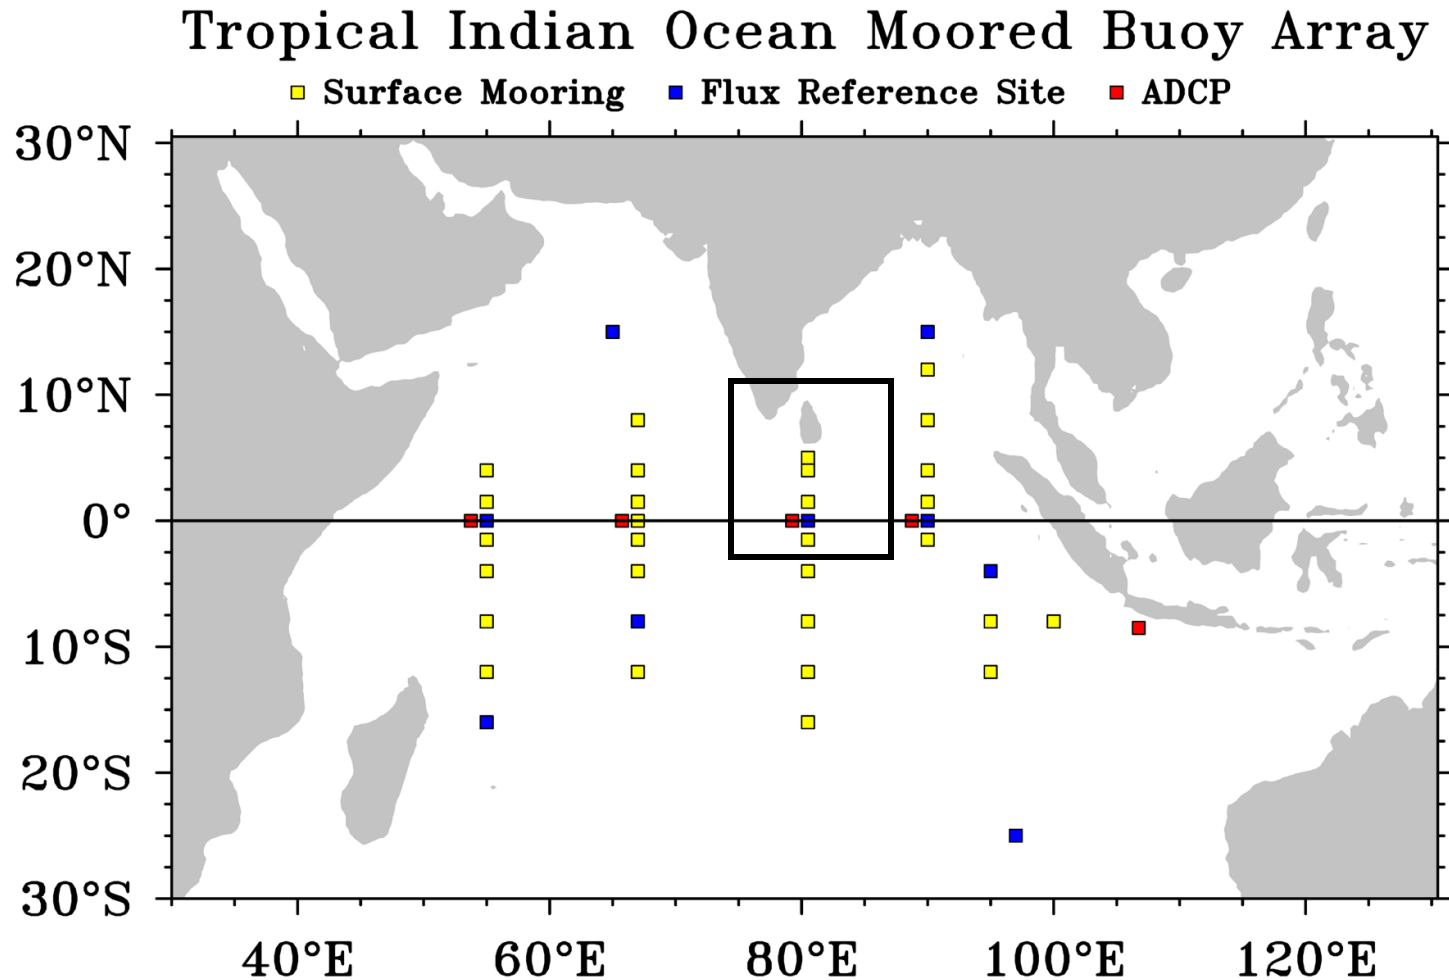 Tropical Indian Ocean Moored Buoy Array
Surface Mooring Flux Reference Site ADCP
30°N
20°N
10°N
0°
10°S
20°S
30°S
40°E 60°E 80°E 100°E 120°E